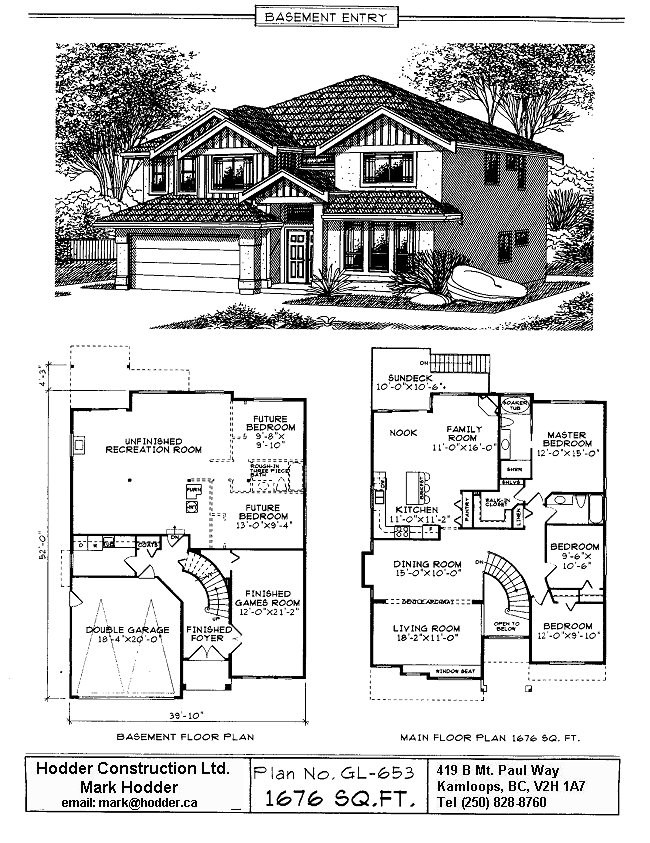 BASEMENT ENTRY
4'-3"
52'-0"
UNFINISHED
RECREATION ROOM
FUTURE
BEDROOM
9'-8"X
9'-10"
ROUGH-IN
THREE PIECE
BATH
FURN
FUTURE
BEDROOM
13'-0"X9'-4"
COATS
UP
FINISHED
GAMES ROOM
12'-0"X21'-2"
DOUBLE GARAGE
18'-4"X20'-0"
FINISHED
FOYER
39'-10"
BASEMENT FLOOR PLAN
DN
SUNDECK
10'-0"X10'-6"+
NOOK
FAMILY
ROOM
11'-0"X16'-0"
SOAKER
TUB
MASTER
BEDROOM
12'-0"X15'-0"
SHWR
SHLVS
WALK-IN
CLOSET
LINEN
PANTRY
KITCHEN
11'-0"X11'-2"
DINING ROOM
15'-0"X10'-0"
DN
BEDROOM
9'-6"X
10'-6"
LIVING ROOM
18'-2"X11'-0"
OPEN TO
BELOW
BEDROOM
12'-0"X9'-10"
WINDOW SEAT
MAIN FLOOR PLAN 1676 SQ. FT.
Hodder Construction Ltd.
Mark Hodder
email: mark@hodder.ca
Plan No. GL-653
1676 SQ.FT.
419 B Mt. Paul Way
Kamloops, BC, V2H 1A7
Tel (250) 828-8760